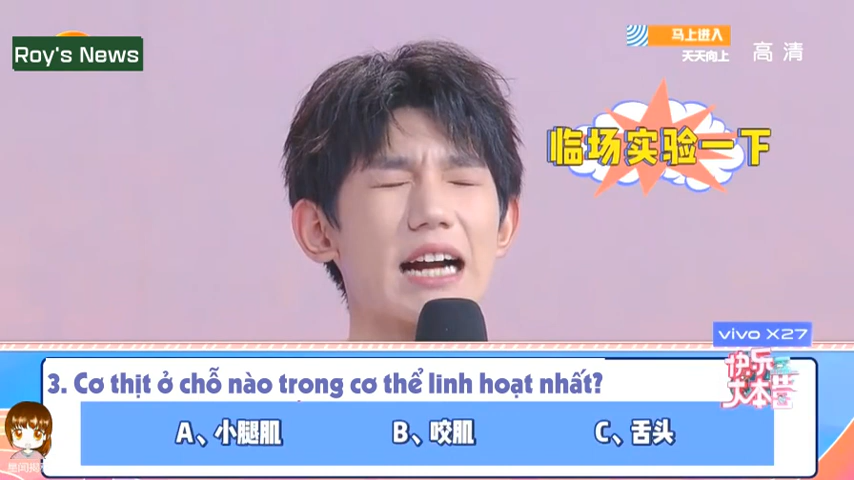 Roy's News
马上进入
天天向上
高清
临场实验一下
vivo X27
快乐
大本营
3. Cơ thịt ở chỗ nào trong cơ thể linh hoạt nhất?
A、小腿肌
B、咬肌
C、舌头